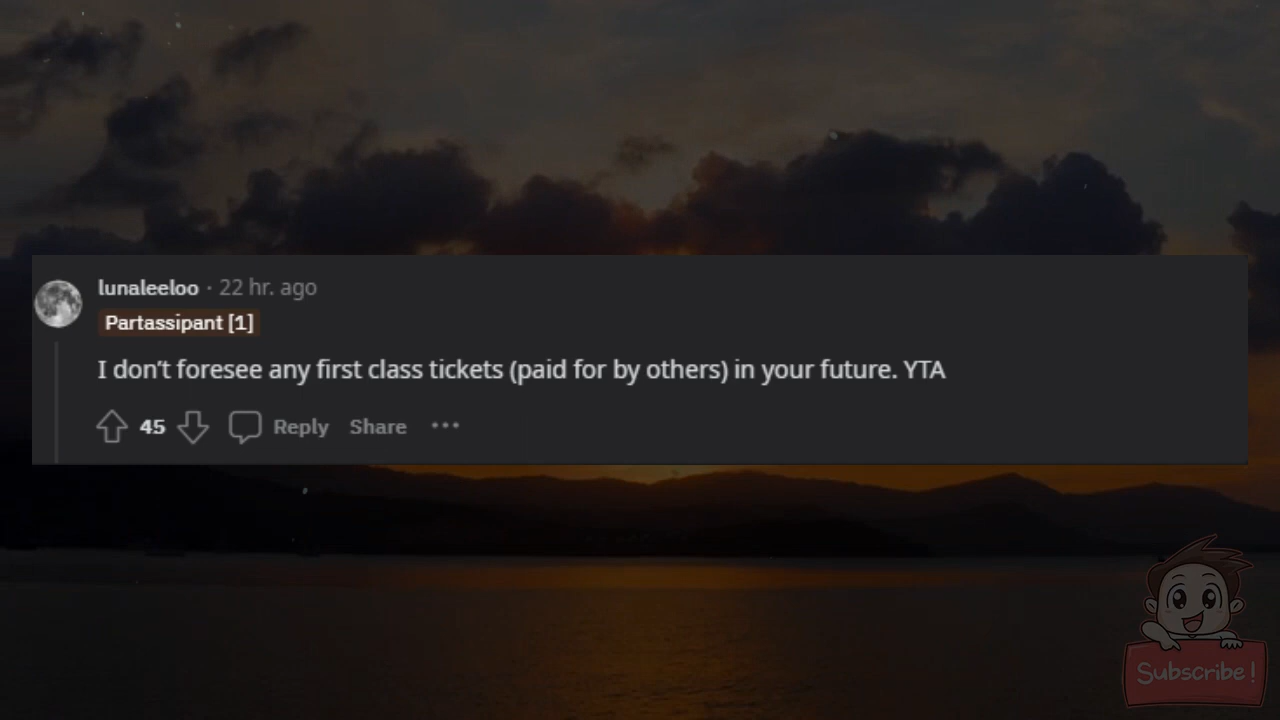 lunaleeloo · 22 hr. ago
Partassipant [1]
I don’t foresee any first class tickets (paid for by others) in your future. YTA
45 Reply Share •••
Subscribe!